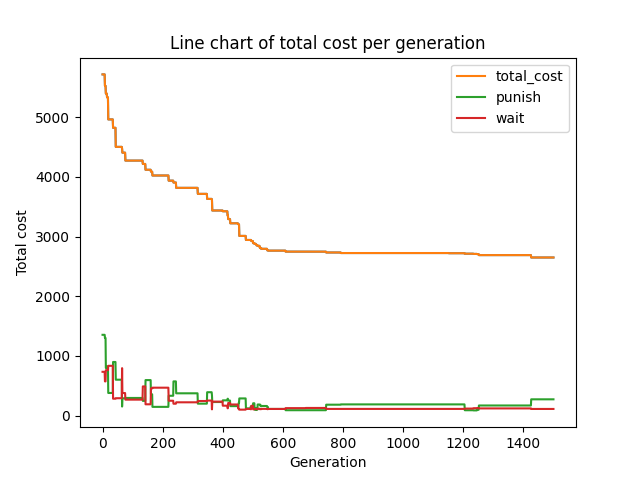 Line chart of total cost per generation
total_cost
punish
wait
Total cost
5000
4000
3000
2000
1000
0
0 200 400 600 800 1000 1200 1400
Generation